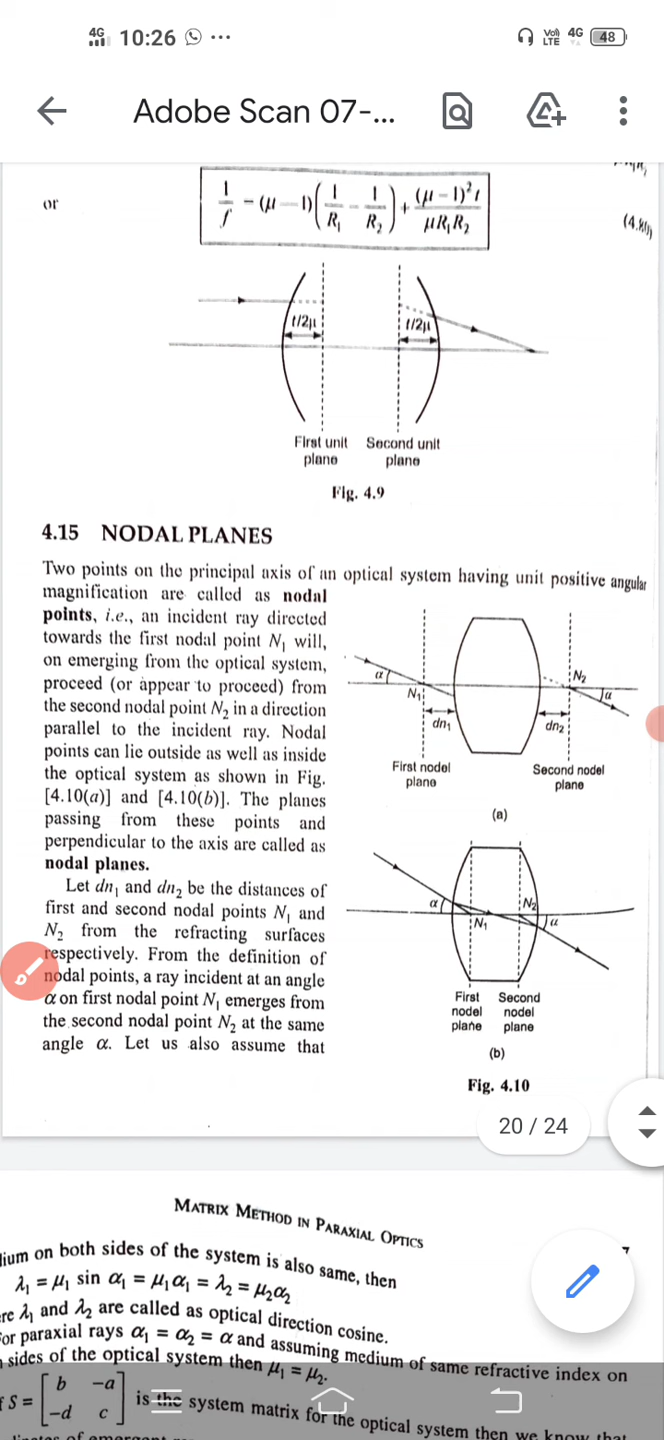 4G 10:26 ... Vo) LTE 4G 48
Adobe Scan 07-...
or
1/f - (μ - 1)(1/R₁ - 1/R₂) + (μ - 1)²t/μR₁R₂
t/2μ t/2μ
First unit plane
Second unit plane
Fig. 4.9
4.15 NODAL PLANES
Two points on the principal axis of an optical system having unit positive angular
magnification are called as nodal
points, i.e., an incident ray directed
towards the first nodal point N₁ will,
on emerging from the optical system,
proceed (or appear to proceed) from
the second nodal point N₂ in a direction
parallel to the incident ray. Nodal
points can lie outside as well as inside
the optical system as shown in Fig.
[4.10(a)] and [4.10(b)]. The planes
passing from these points and
perpendicular to the axis are called as
nodal planes.
Let dn₁ and dn₂ be the distances of
first and second nodal points N₁ and
N₂ from the refracting surfaces
respectively. From the definition of
nodal points, a ray incident at an angle
α on first nodal point N₁ emerges from
the second nodal point N₂ at the same
angle α. Let us also assume that
α N₁ N₂ α
dn₁ dn₂
First nodel plane
Second nodel plane
(a)
α N₁ N₂ α
First nodel plane
Second nodel plane
(b)
Fig. 4.10
20 / 24
MATRIX METHOD IN PARAXIAL OPTICS
7
lium on both sides of the system is also same, then
λ₁ = μ₁ sin α₁ = μ₁α₁ = λ₂ = μ₂α₂
re λ₁ and λ₂ are called as optical direction cosine.
For paraxial rays α₁ = α₂ = α and assuming medium of same refractive index on
sides of the optical system then μ₁ = μ₂.
f S = [b -a
-d c] is the system matrix for the optical system then we know that